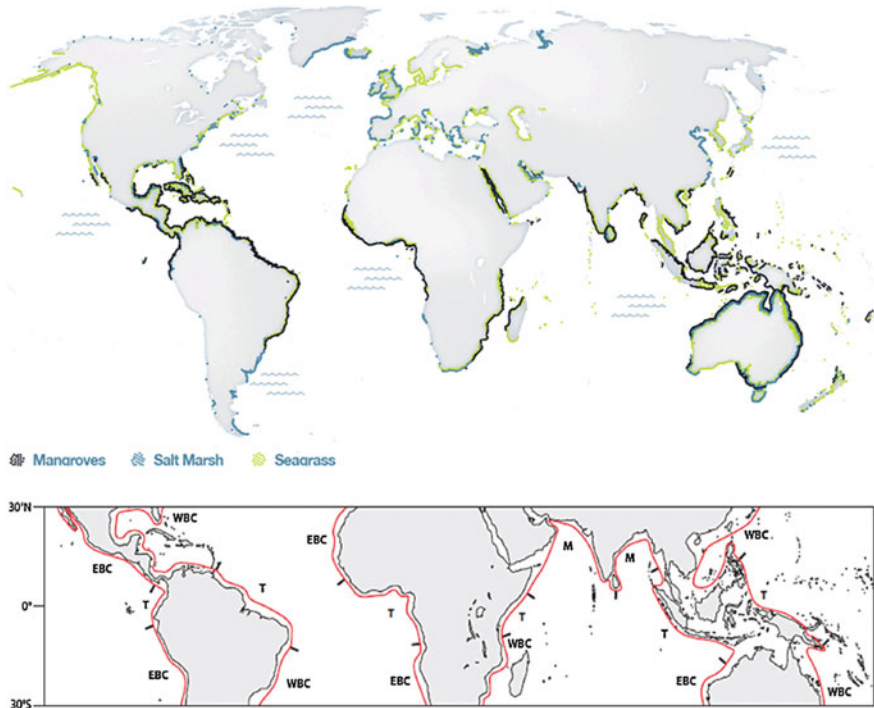 Mangroves Salt Marsh Seagrass
30°N
WBC
EBC
M
WBC
EBC
M
T
T
T
0°
T
T
T
WBC
EBC
WBC
EBC
EBC
WBC
30°S